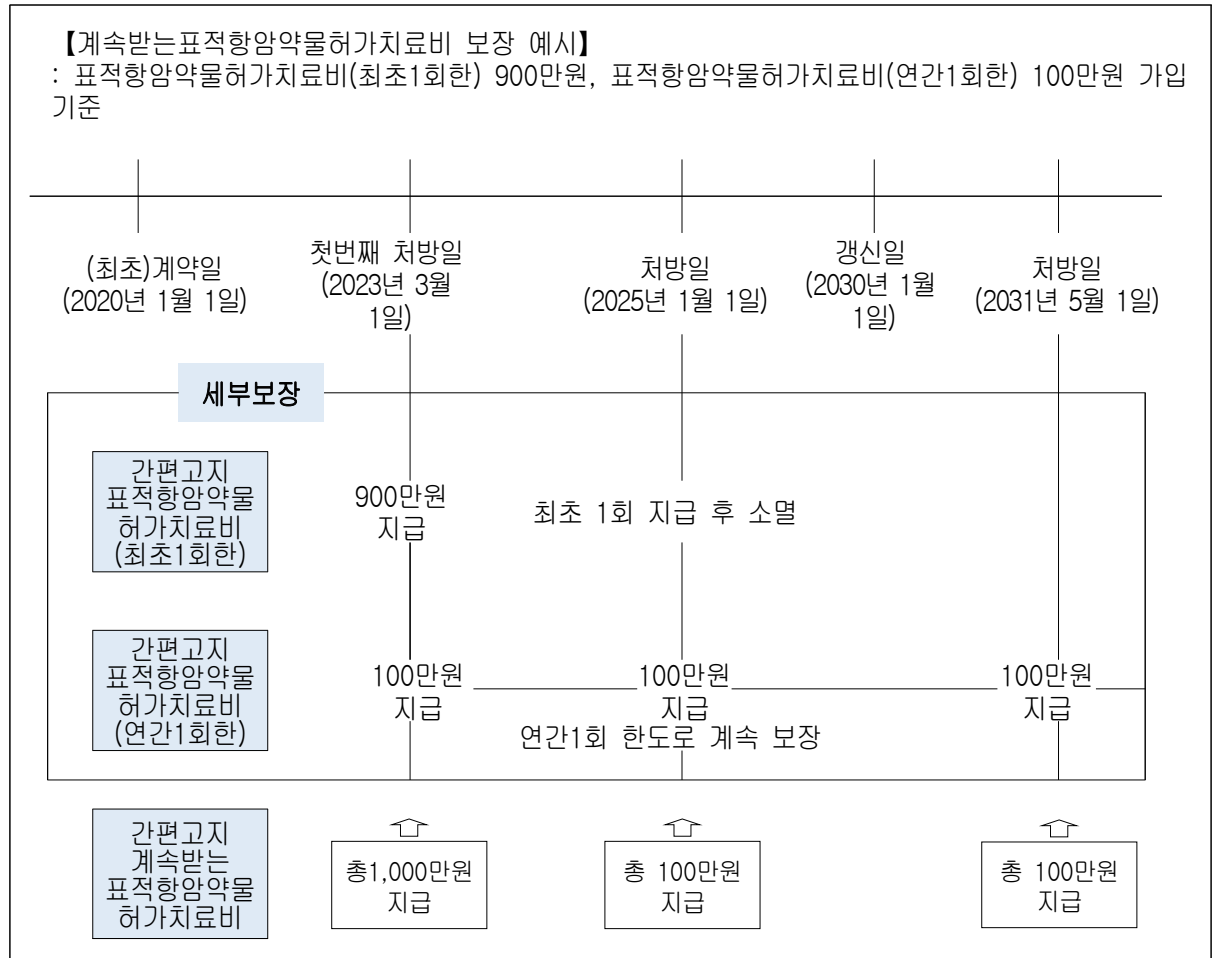 【계속받는표적항암약물허가치료비 보장 예시】
: 표적항암약물허가치료비(최초1회한) 900만원, 표적항암약물허가치료비(연간1회한) 100만원 가입
기준
(최초)계약일
(2020년 1월 1일)
첫번째 처방일
(2023년 3월
1일)
처방일
(2025년 1월 1일)
갱신일
(2030년 1월
1일)
처방일
(2031년 5월 1일)
세부보장
간편고지
표적항암약물
허가치료비
(최초1회한)
900만원
지급
최초 1회 지급 후 소멸
간편고지
표적항암약물
허가치료비
(연간1회한)
100만원
지급
100만원
지급
100만원
지급
연간1회 한도로 계속 보장
간편고지
계속받는
표적항암약물
허가치료비
총1,000만원
지급
총 100만원
지급
총 100만원
지급